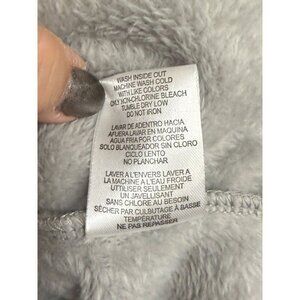 WASH INSIDE OUT
MACHINE WASH COLD
WITH LIKE COLORS
ONLY NON-CHLORINE BLEACH
TUMBLE DRY LOW
DO NOT IRON
LAVAR DE ADENTRO HACIA
AFUERA LAVAR EN MAQUINA
AGUA FRIA POR COLORES
SOLO BLANQUEADOR SIN CLORO
CICLO LENTO
NO PLANCHAR
LAVER A L'ENVERS LAVER A
LA MACHINE A L'EAU FROIDE
UTILISER SEULEMENT
UN JAVELLISANT
SANS CHLORE AU BESOIN
SÉCHER PAR CULBUTAGE À BASSE
TEMPÉRATURE
NE PAS REPASSER